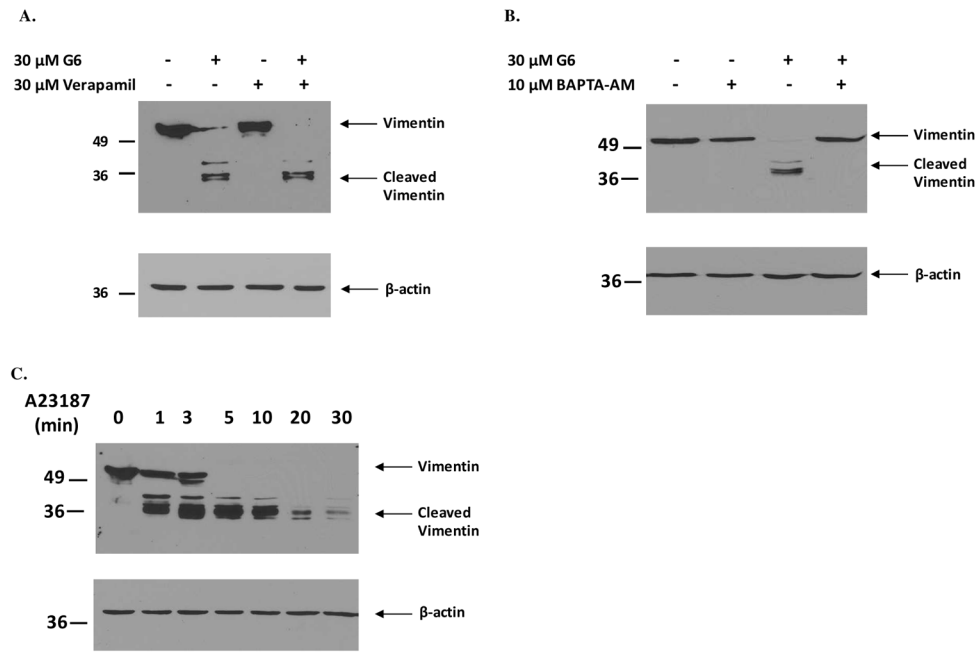 A.
30 µM G6 - + - +
30 µM Verapamil - - + +
Vimentin
49
36
Cleaved
Vimentin
36
β-actin
B.
30 µM G6 - - + +
10 µM BAPTA-AM - + - +
Vimentin
49
Cleaved
Vimentin
36
36
β-actin
C.
A23187
(min) 0 1 3 5 10 20 30
Vimentin
49
36
Cleaved
Vimentin
β-actin
36